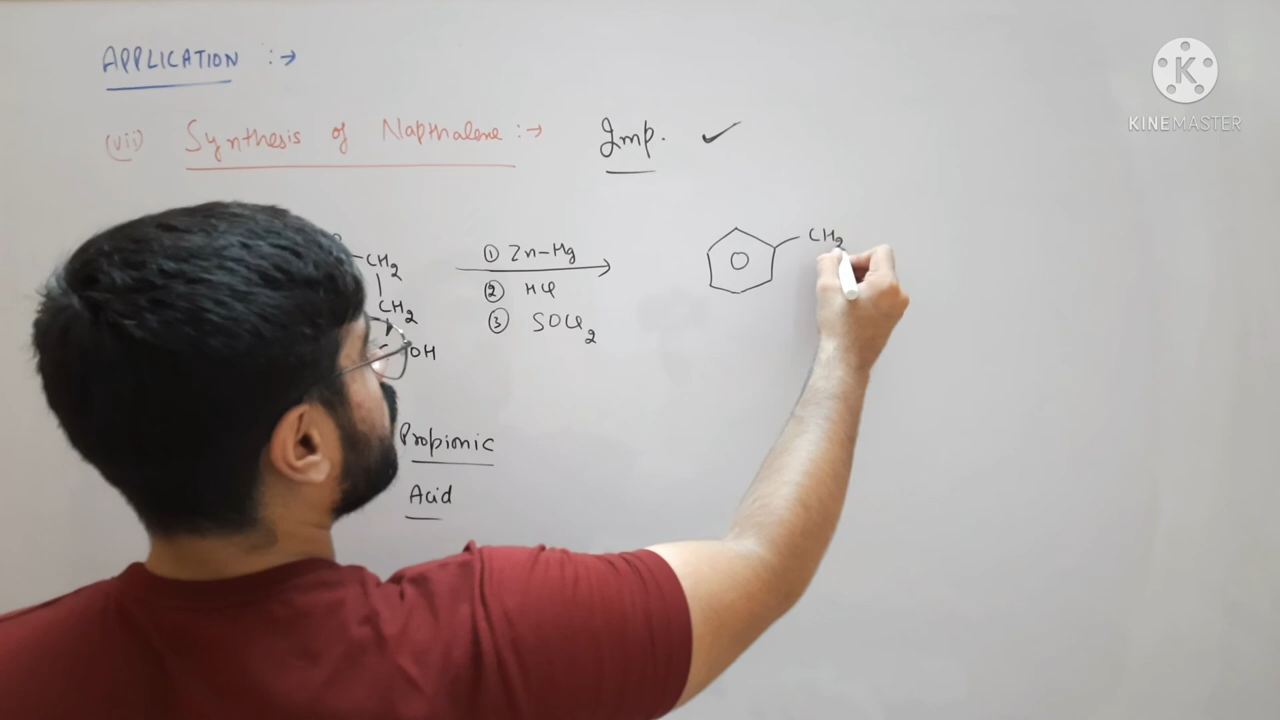 APPLICATION :→
(vii) Synthesis of Napthalene :→ Imp. ✓
CH2
CH2
OH
① Zn-Hg
② HCl
③ SOCl2
CH2
Propionic
Acid
K
KINEMASTER